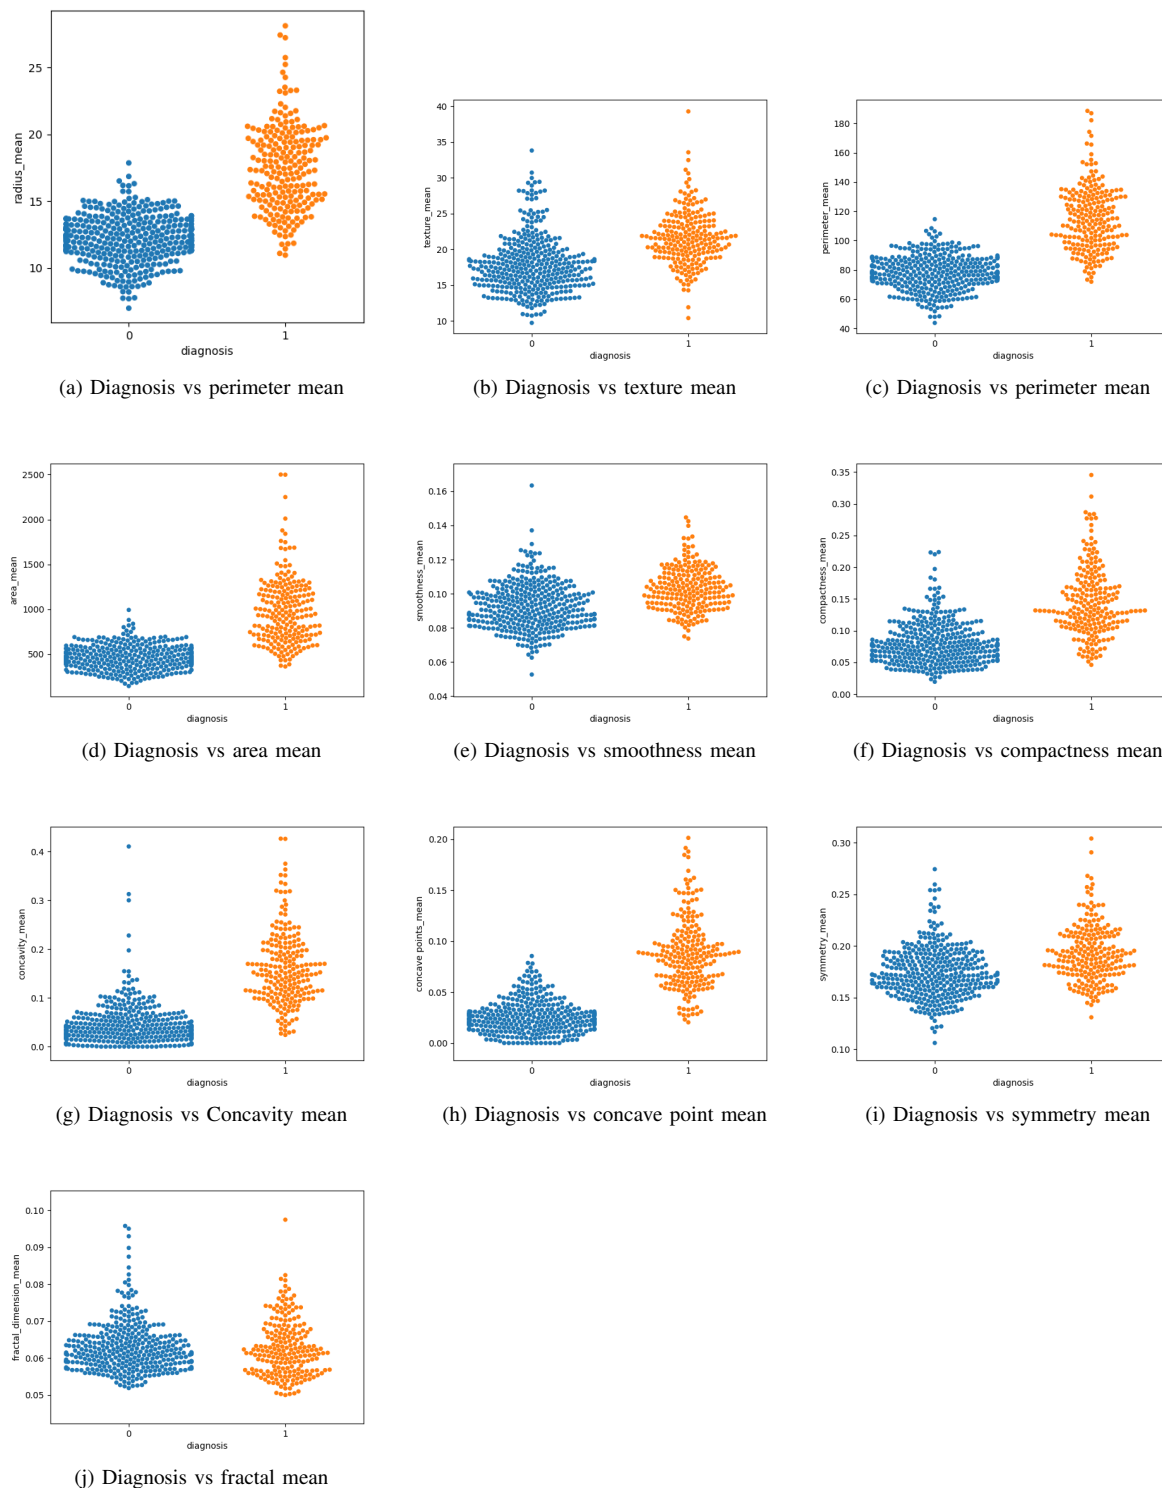 25
20
15
10
radius_mean
0
1
diagnosis
(a) Diagnosis vs perimeter mean
40
35
30
25
20
15
10
texture_mean
0
1
diagnosis
(b) Diagnosis vs texture mean
180
160
140
120
100
80
60
40
perimeter_mean
0
1
diagnosis
(c) Diagnosis vs perimeter mean
2500
2000
1500
1000
500
area_mean
0
1
diagnosis
(d) Diagnosis vs area mean
0.16
0.14
0.12
0.10
0.08
0.06
0.04
smoothness_mean
0
1
diagnosis
(e) Diagnosis vs smoothness mean
0.35
0.30
0.25
0.20
0.15
0.10
0.05
0.00
compactness_mean
0
1
diagnosis
(f) Diagnosis vs compactness mean
0.4
0.3
0.2
0.1
0.0
concavity_mean
0
1
diagnosis
(g) Diagnosis vs Concavity mean
0.20
0.15
0.10
0.05
0.00
concave points_mean
0
1
diagnosis
(h) Diagnosis vs concave point mean
0.30
0.25
0.20
0.15
0.10
symmetry_mean
0
1
diagnosis
(i) Diagnosis vs symmetry mean
0.10
0.09
0.08
0.07
0.06
0.05
fractal_dimension_mean
0
1
diagnosis
(j) Diagnosis vs fractal mean